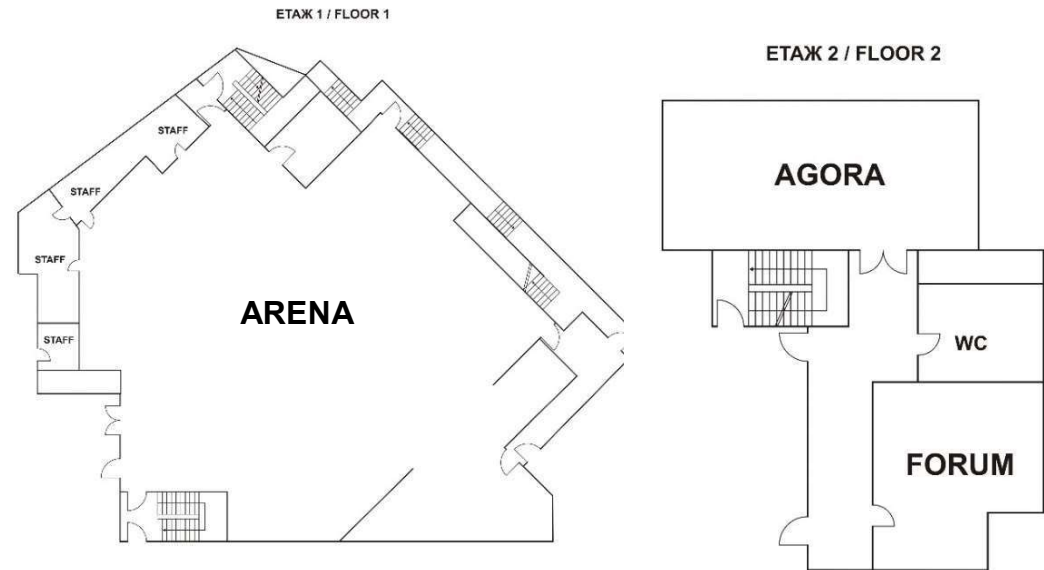 ЕТАЖ 1 / FLOOR 1
STAFF
STAFF
STAFF
STAFF
ARENA
ЕТАЖ 2 / FLOOR 2
AGORA
WC
FORUM